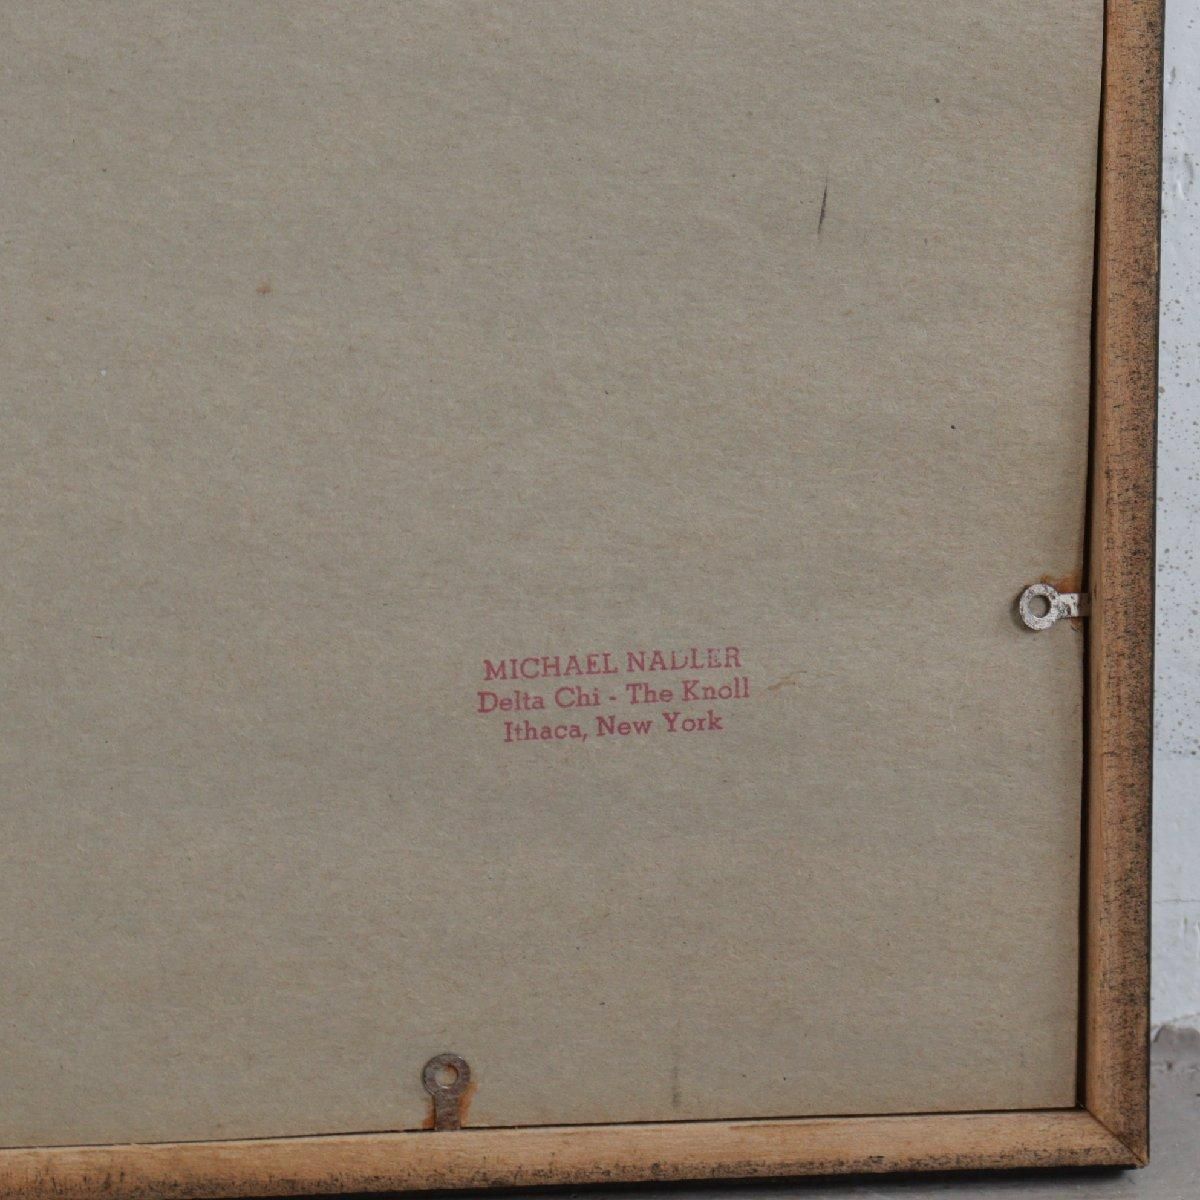 MICHAEL NADLER
Delta Chi - The Knoll
Ithaca, New York